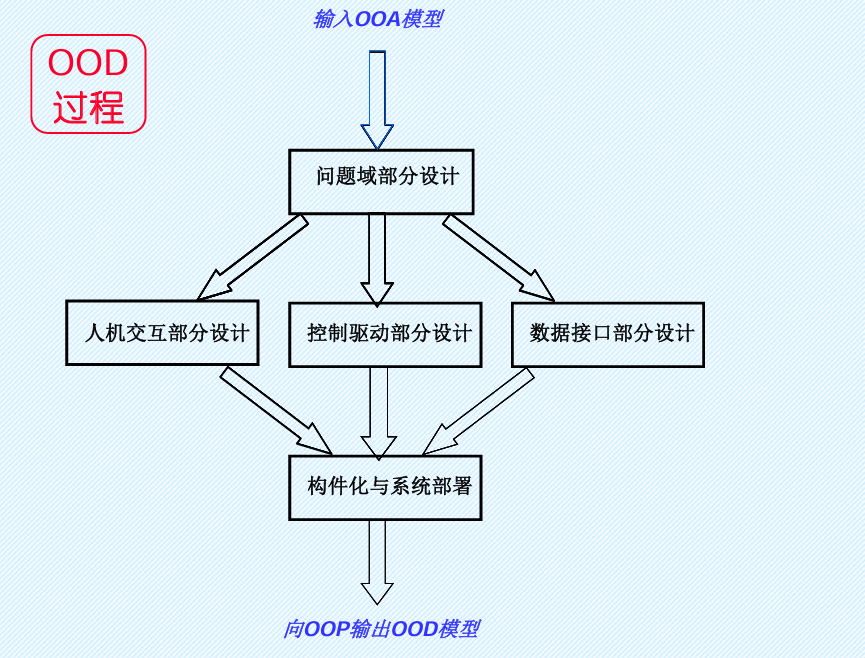 输入OOA模型
OOD
过程
问题域部分设计
人机交互部分设计
控制驱动部分设计
数据接口部分设计
构件化与系统部署
向OOP输出OOD模型